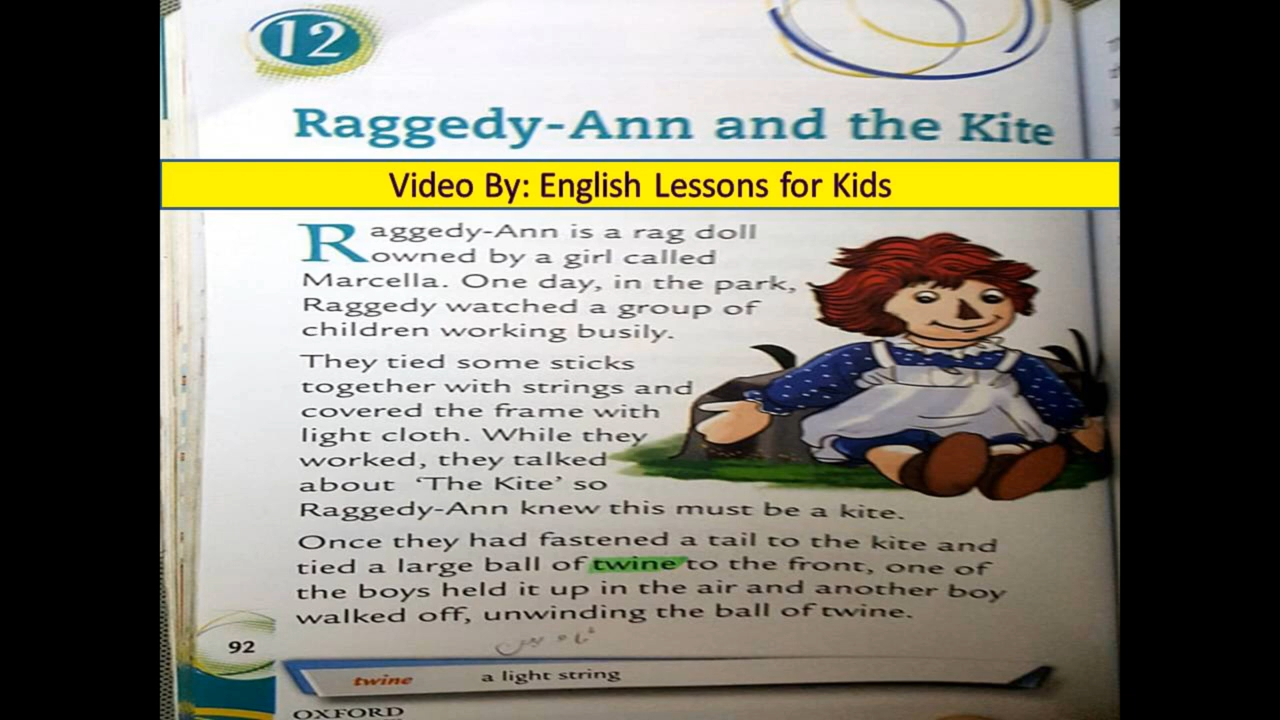 12
Raggedy-Ann and the Kite
Video By: English Lessons for Kids
Raggedy-Ann is a rag doll
owned by a girl called
Marcella. One day, in the park,
Raggedy watched a group of
children working busily.
They tied some sticks
together with strings and
covered the frame with
light cloth. While they
worked, they talked
about ‘The Kite’ so
Raggedy-Ann knew this must be a kite.
Once they had fastened a tail to the kite and
tied a large ball of twine to the front, one of
the boys held it up in the air and another boy
walked off, unwinding the ball of twine.
92
twine a light string
OXFORD